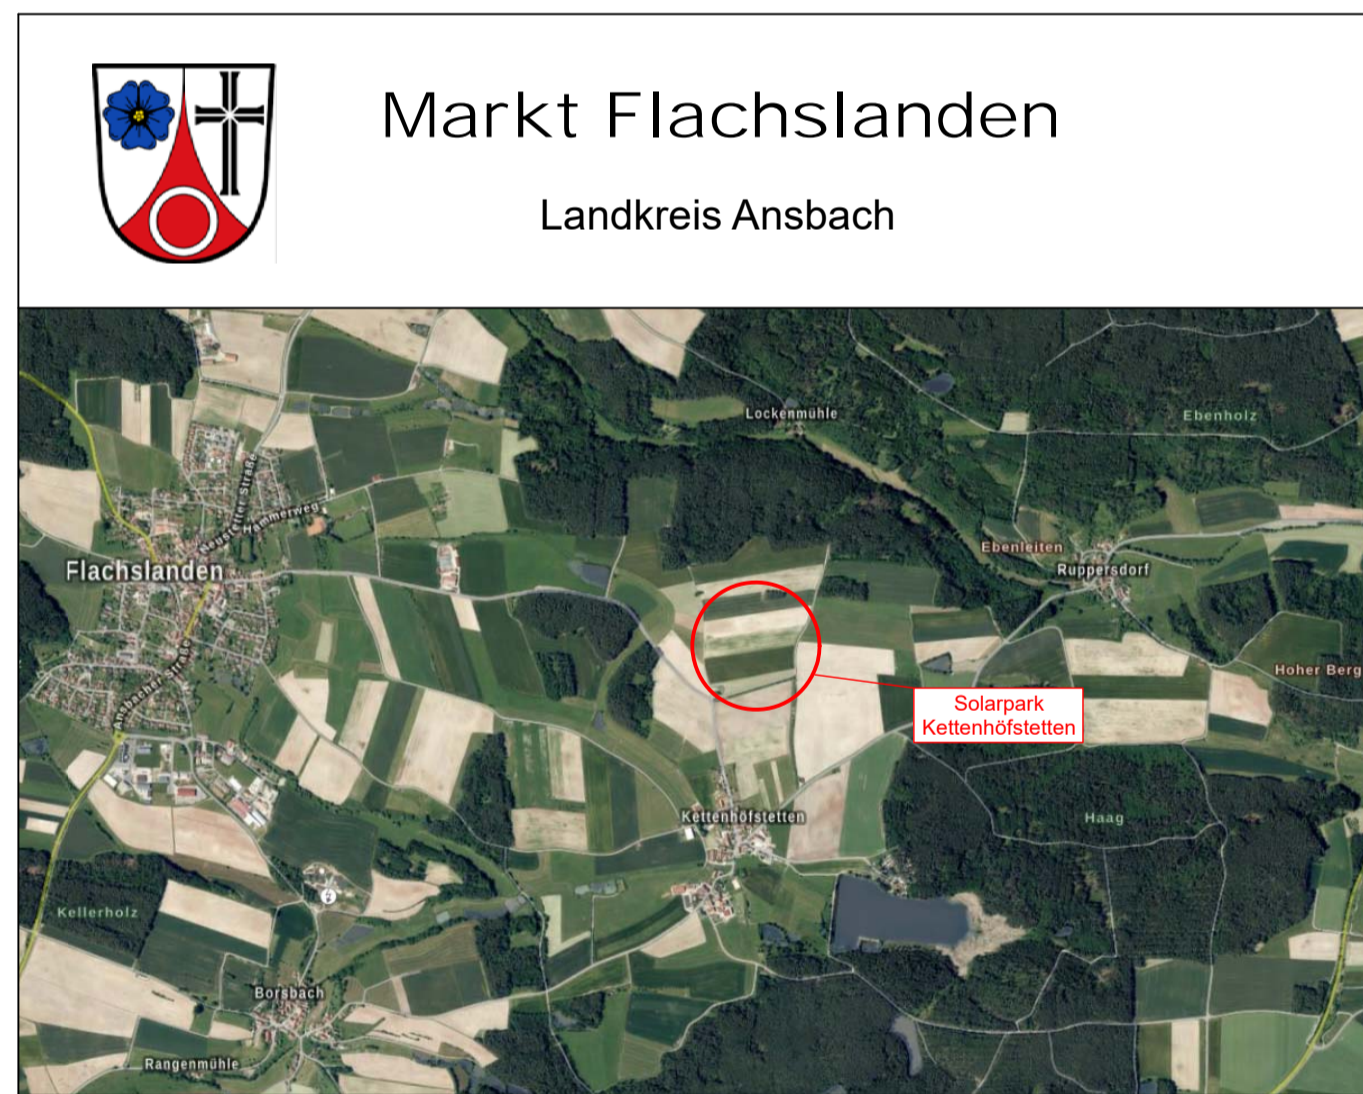 Markt Flachslanden
Landkreis Ansbach
Lockenmühle
Ebenholz
Neustetter Straße
Zammerweg
Ebenleiten
Flachslanden
Ruppersdorf
Ansbacher Straße
Hoher Berg
Solarpark
Kettenhöfstetten
Kettenhöfstetten
Haag
Kellerholz
Borsbach
Rangenmühle